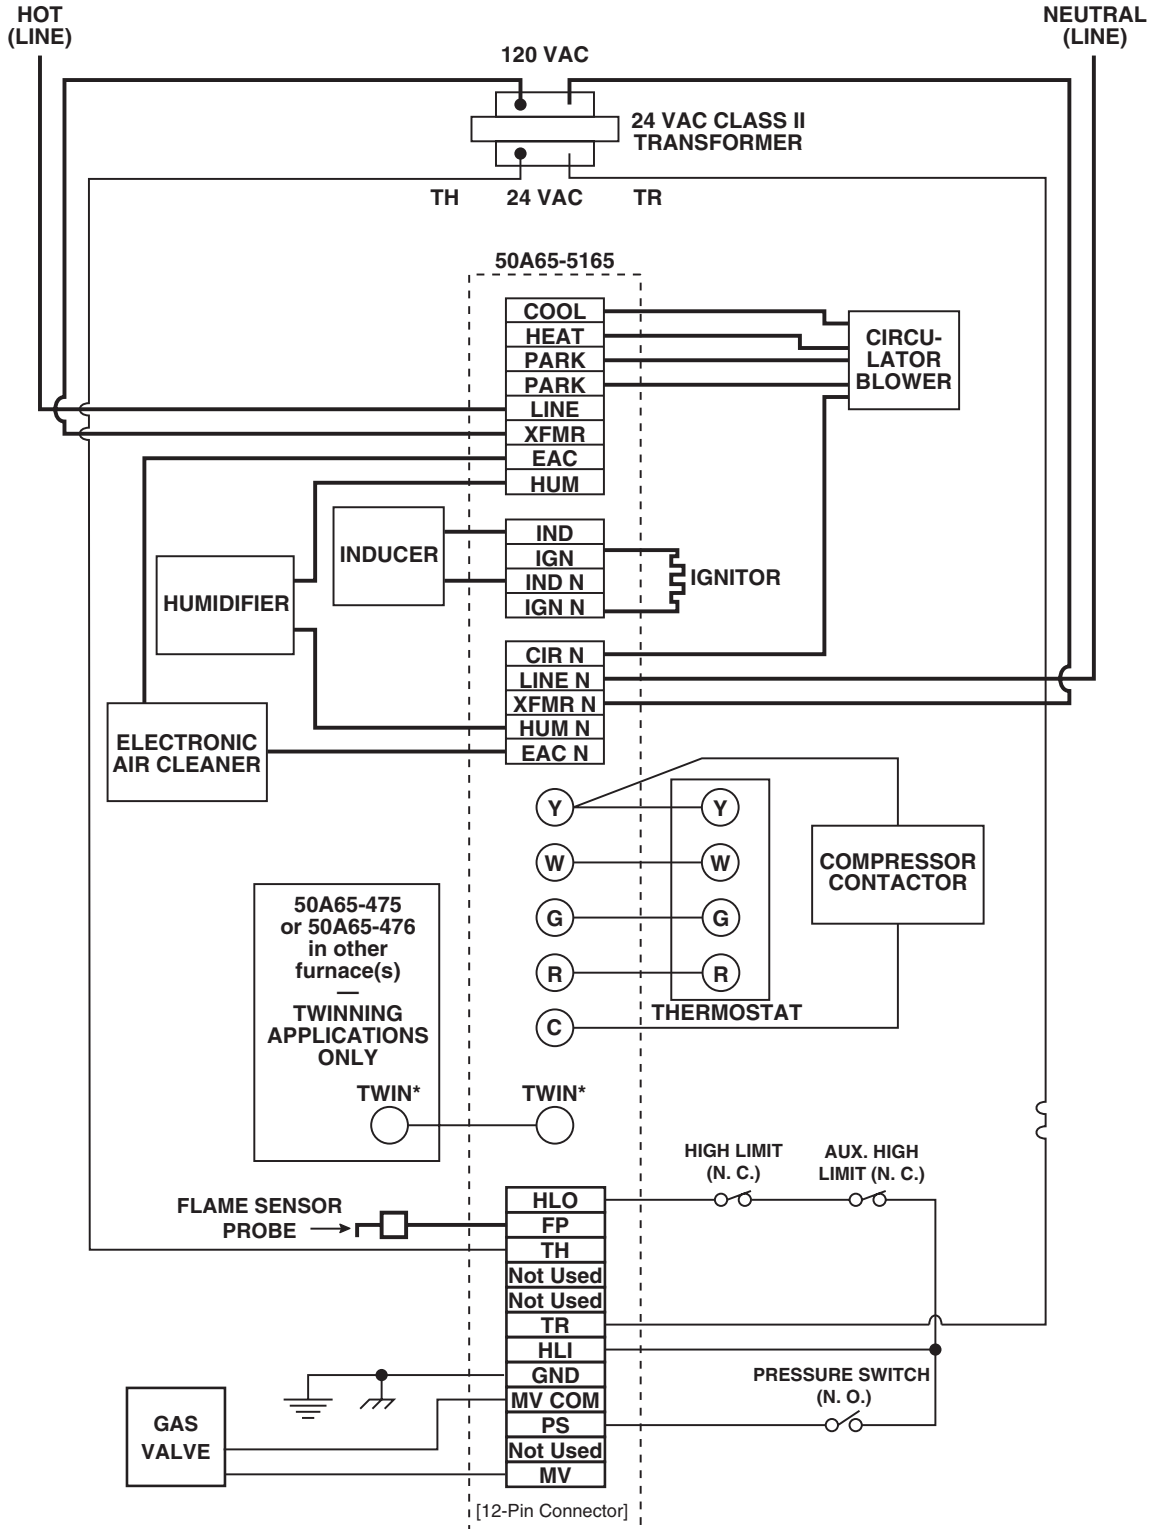 HOT
(LINE)
NEUTRAL
(LINE)
120 VAC
24 VAC CLASS II
TRANSFORMER
TH
24 VAC
TR
50A65-5165
COOL
HEAT
PARK
PARK
LINE
XFMR
EAC
HUM
CIRCU-
LATOR
BLOWER
INDUCER
IND
IGN
IND N
IGN N
IGNITOR
HUMIDIFIER
CIR N
LINE N
XFMR N
HUM N
EAC N
ELECTRONIC
AIR CLEANER
Y
W
G
R
C
Y
W
G
R
THERMOSTAT
COMPRESSOR
CONTACTOR
50A65-475
or 50A65-476
in other
furnace(s)
—
TWINNING
APPLICATIONS
ONLY
TWIN*
TWIN*
HIGH LIMIT
(N. C.)
AUX. HIGH
LIMIT (N. C.)
FLAME SENSOR
PROBE
HLO
FP
TH
Not Used
Not Used
TR
HLI
GND
MV COM
PS
Not Used
MV
PRESSURE SWITCH
(N. O.)
GAS
VALVE
[12-Pin Connector]